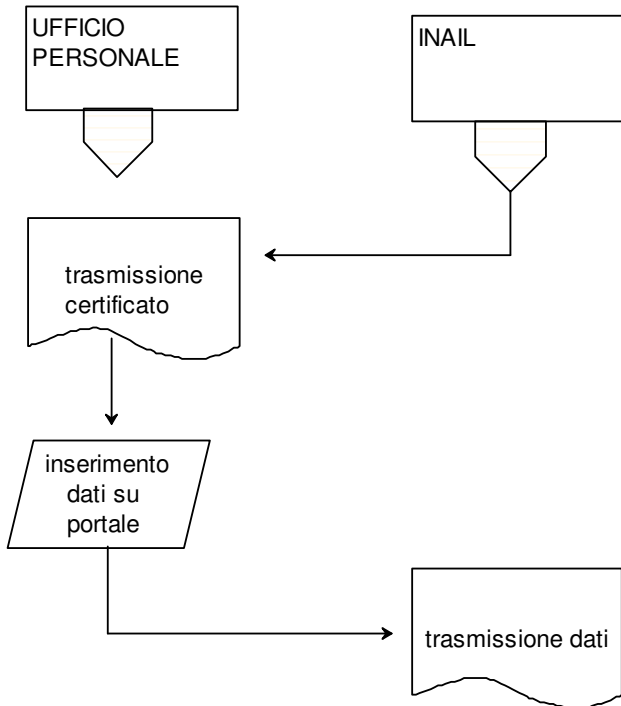 UFFICIO
PERSONALE
INAIL
trasmissione
certificato
inserimento
dati su
portale
trasmissione dati